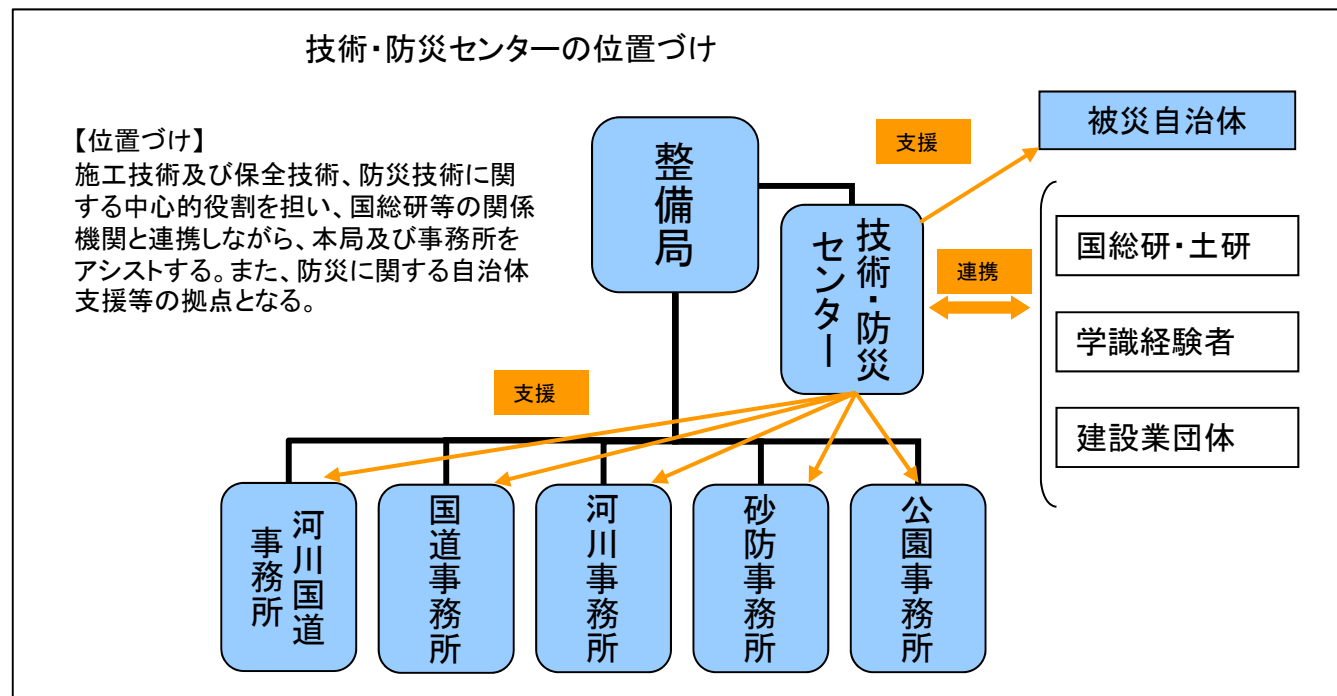 技術・防災センターの位置づけ
【位置づけ】
施工技術及び保全技術、防災技術に関
する中心的役割を担い、国総研等の関係
機関と連携しながら、本局及び事務所を
アシストする。また、防災に関する自治体
支援等の拠点となる。
整備局
技術・防災
センター
支援
被災自治体
連携
国総研・土研
学識経験者
建設業団体
支援
河川国道
事務所
国道事務所
河川事務所
砂防事務所
公園事務所